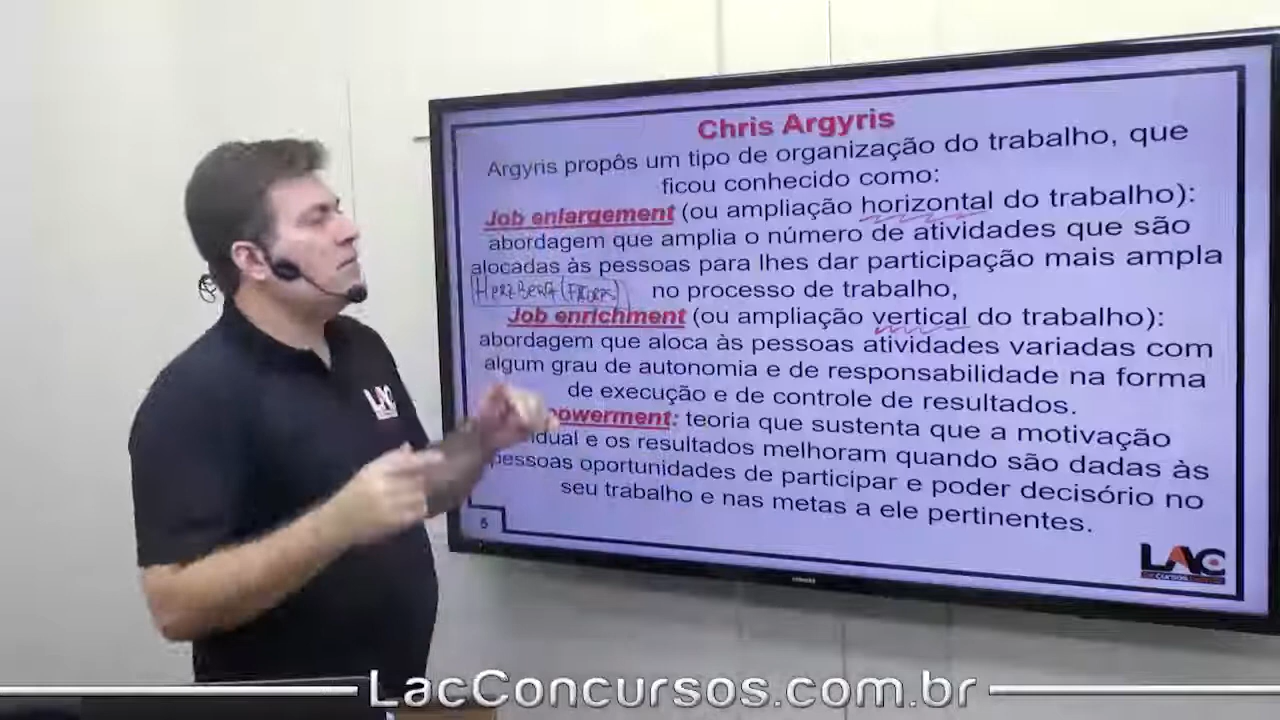 Chris Argyris
Argyris propôs um tipo de organização do trabalho, que
ficou conhecido como:
Job enlargement (ou ampliação horizontal do trabalho):
abordagem que amplia o número de atividades que são
alocadas às pessoas para lhes dar participação mais ampla
no processo de trabalho,
Job enrichment (ou ampliação vertical do trabalho):
abordagem que aloca às pessoas atividades variadas com
algum grau de autonomia e de responsabilidade na forma
de execução e de controle de resultados.
powerment: teoria que sustenta que a motivação
dual e os resultados melhoram quando são dadas às
pessoas oportunidades de participar e poder decisório no
seu trabalho e nas metas a ele pertinentes.
5
LAC
LAC
LacConcursos.com.br